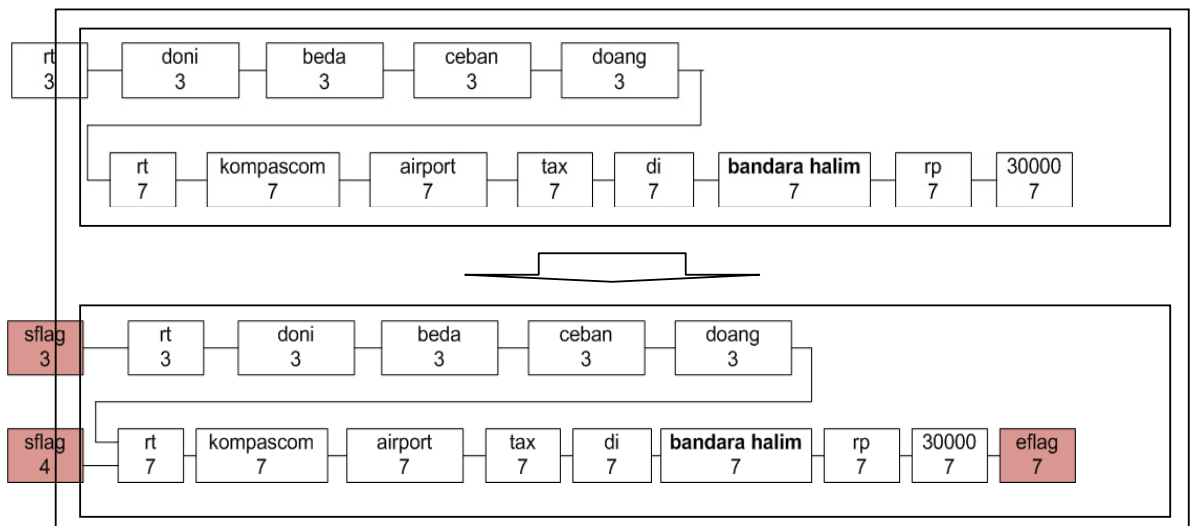 rt doni beda ceban doang
3 3 3 3 3
rt kompascom airport tax di bandara halim rp 30000
7 7 7 7 7 7 7 7
sflag rt doni beda ceban doang
3 3 3 3 3 3
sflag rt kompascom airport tax di bandara halim rp 30000 eflag
4 7 7 7 7 7 7 7 7 7